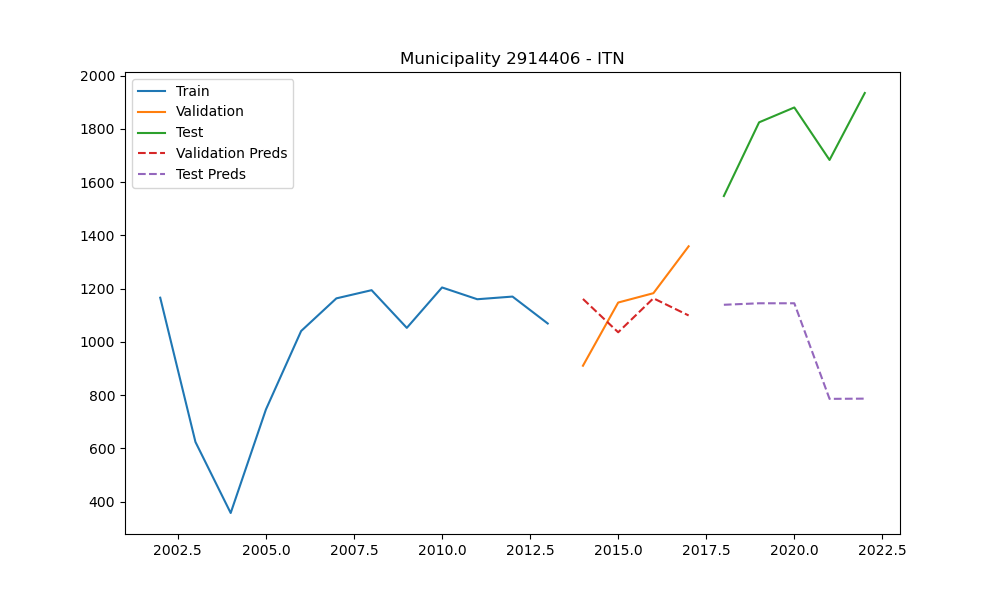 Municipality 2914406 - ITN
Train
Validation
Test
Validation Preds
Test Preds
2000
1800
1600
1400
1200
1000
800
600
400
2002.5 2005.0 2007.5 2010.0 2012.5 2015.0 2017.5 2020.0 2022.5